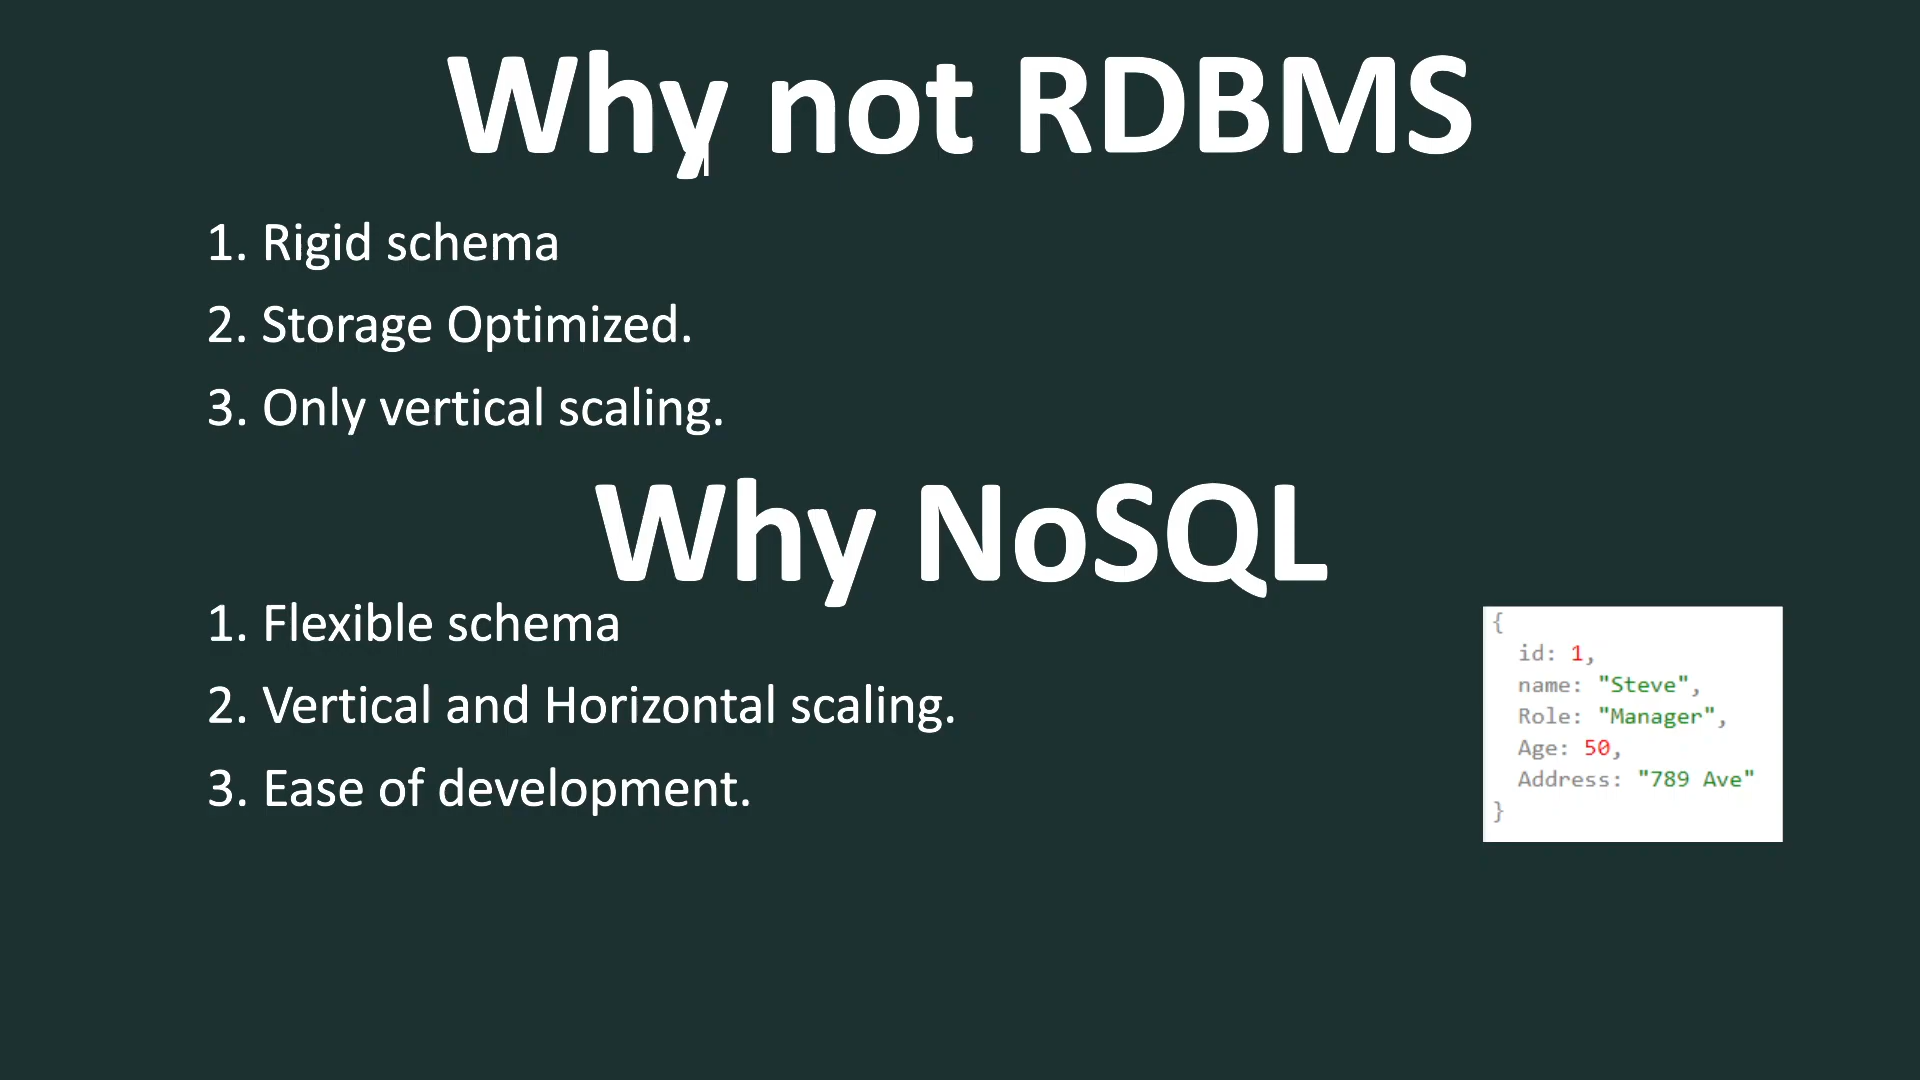 Why not RDBMS
1. Rigid schema
2. Storage Optimized.
3. Only vertical scaling.
Why NoSQL
1. Flexible schema
2. Vertical and Horizontal scaling.
3. Ease of development.
{
id: 1,
name: "Steve",
Role: "Manager",
Age: 50,
Address: "789 Ave"
}